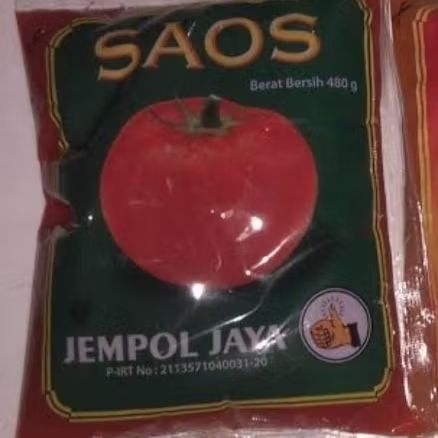 SAOS
Berat Bersih 480 g
JEMPOL JAYA
P-IRT No : 2113571040031-20